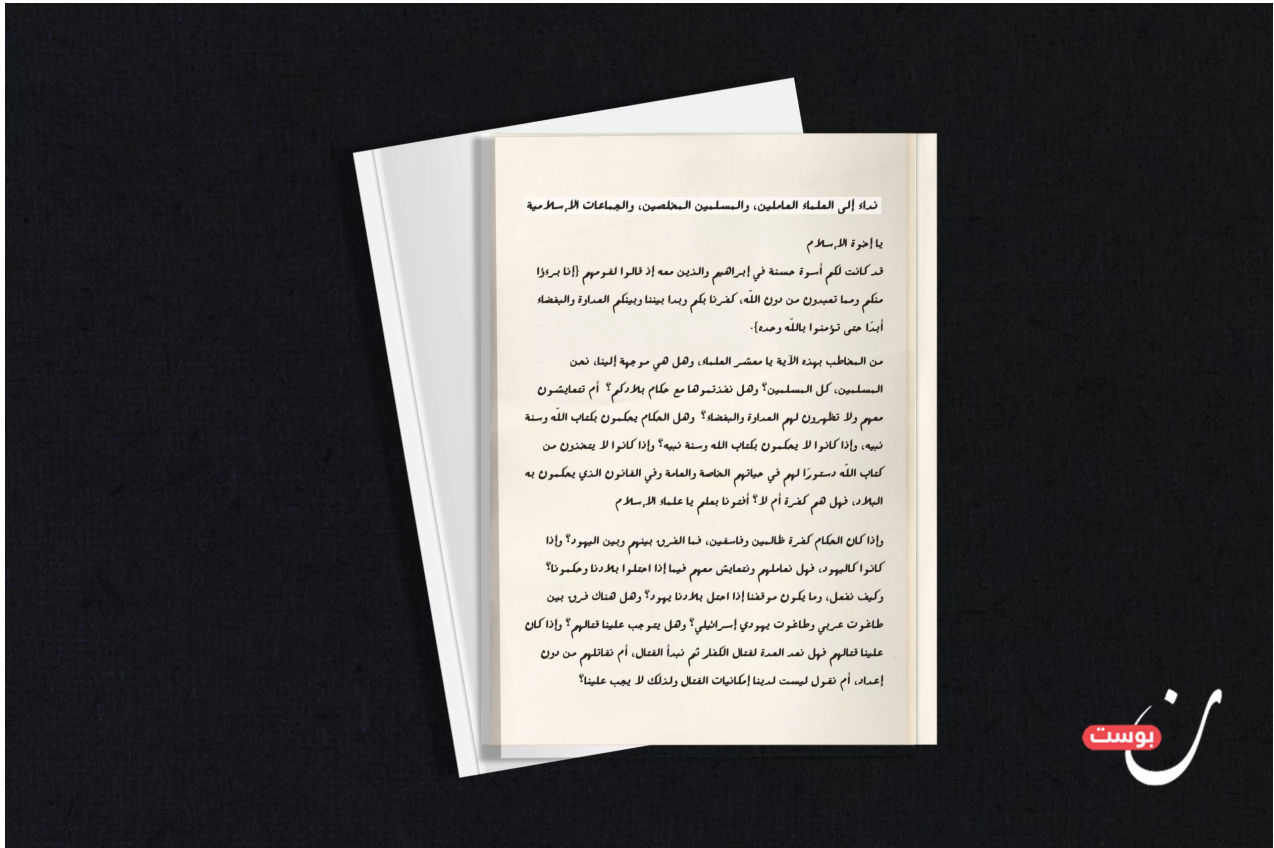 نداء إلى العلماء العاملين، والمسلمين المخلصين، والجماعات الإسلامية
يا إخوة الإسلام
قد كانت لكم أسوة حسنة في إبراهيم والذين معه إذ قالوا لقومهم {إنا برءؤا
منكم ومما تعبدون من دون اللّه، كفرنا بكم وبدا بيننا وبينكم العداوة والبغضاء
أبدًا حتى تؤمنوا باللّه وحده}.
من المخاطب بهذه الآية يا معشر العلماء، وهل هي موجهة إلينا، نحن
المسلمين، كل المسلمين؟ وهل نفذتموها مع حكام بلادكم؟ أم تتعايشون
معهم ولا تظهرون لهم العداوة والبغضاء؟ وهل الحكام يحكمون بكتاب اللّه وسنة
نبيه، وإذا كانوا لا يحكمون بكتاب الله وسنة نبيه؟ وإذا كانوا لا يتخذون من
كتاب اللّه دستورًا لهم في حياتهم الخاصة والعامة وفي القانون الذي يحكمون به
البلاد، فهل هم كفرة أم لا؟ أفتونا بعلم يا علماء الإسلام
وإذا كان الحكام كفرة ظالمين وفاسقين، فما الفرق بينهم وبين اليهود؟ وإذا
كانوا كاليهود، فهل نعاملهم ونتعايش معهم فيما إذا احتلوا بلادنا وحكمونا؟
وكيف نفعل، وما يكون موقفنا إذا احتل بلادنا يهود؟ وهل هناك فرق بين
طاغوت عربي وطاغوت يهودي إسرائيلي؟ وهل يتوجب علينا قتالهم؟ وإذا كان
علينا قتالهم فهل نعد العدة لقتال الكفار ثم نبدأ القتال، أم نقاتلهم من دون
إعداد، أم نقول ليست لدينا إمكانيات القتال ولذلك لا يجب علينا؟
ن بوست